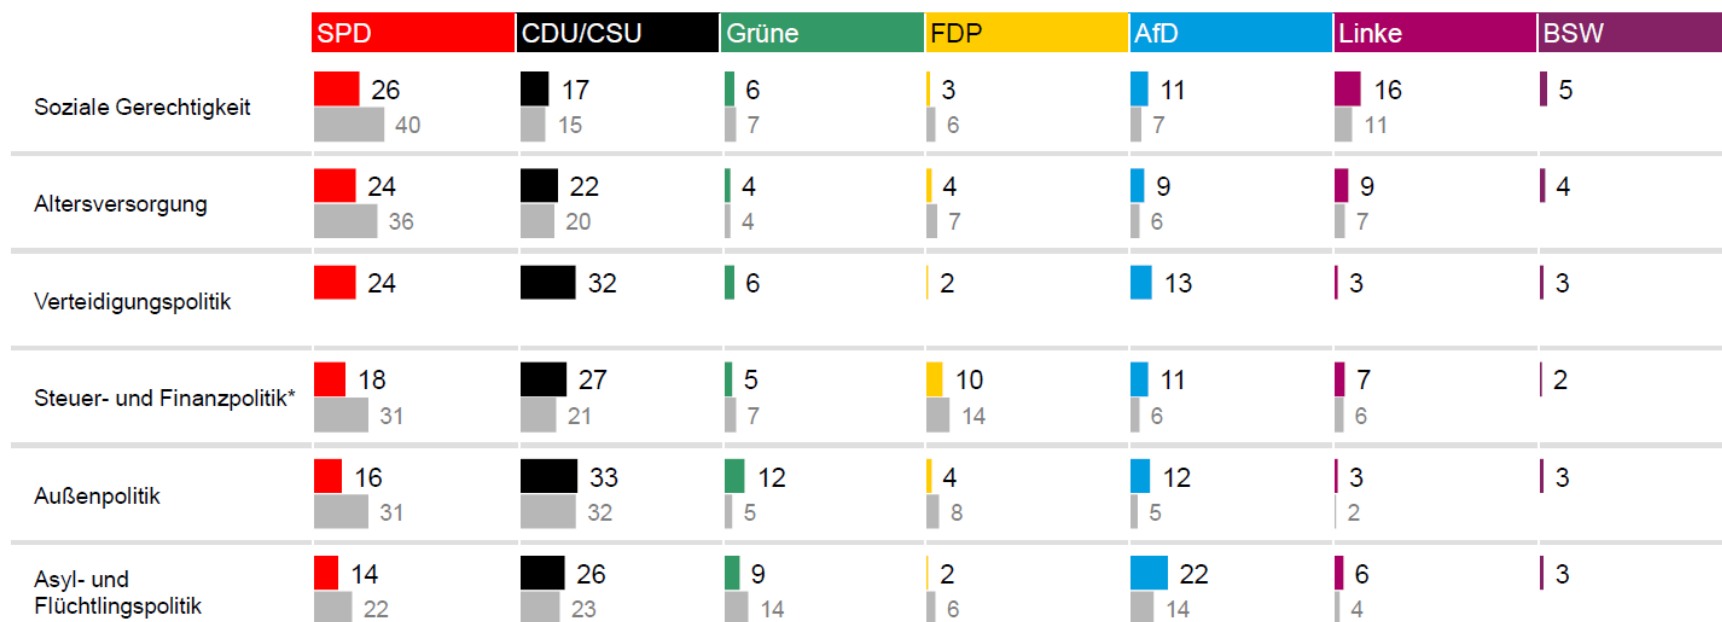 SPD CDU/CSU Grüne FDP AfD Linke BSW
Soziale Gerechtigkeit
26 17 6 3 11 16 5
40 15 7 6 7 11
Altersversorgung
24 22 4 4 9 9 4
36 20 4 7 6 7
Verteidigungspolitik
24 32 6 2 13 3 3
Steuer- und Finanzpolitik*
18 27 5 10 11 7 2
31 21 7 14 6 6
Außenpolitik
16 33 12 4 12 3 3
31 32 5 8 5 2
Asyl- und
Flüchtlingspolitik
14 26 9 2 22 6 3
22 23 14 6 14 4